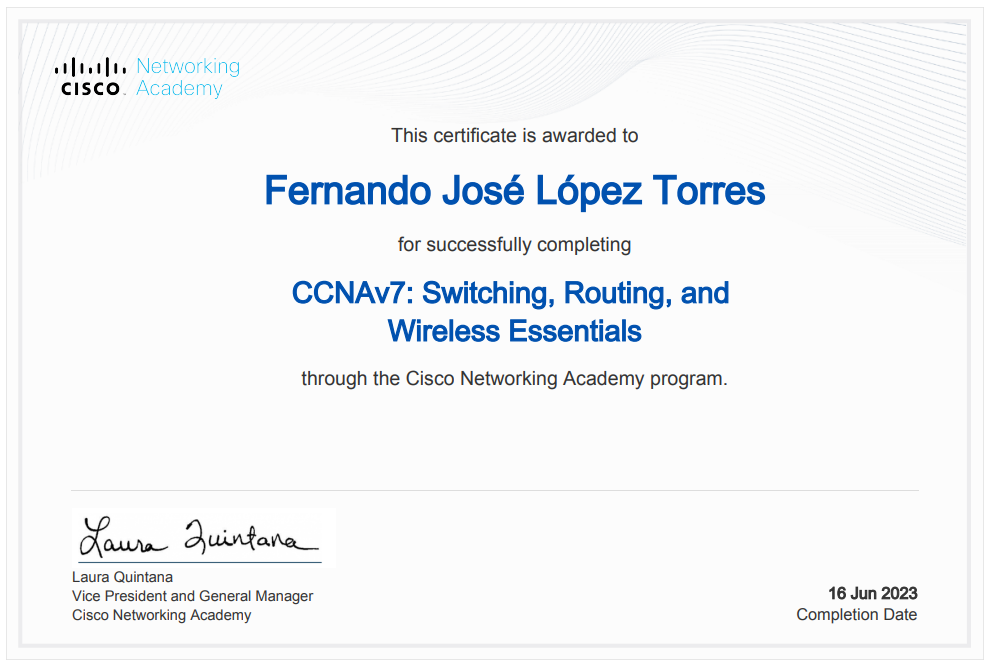 CISCO Networking
Academy
This certificate is awarded to
Fernando José López Torres
for successfully completing
CCNAv7: Switching, Routing, and
Wireless Essentials
through the Cisco Networking Academy program.
Laura Quintana
Laura Quintana
Vice President and General Manager
Cisco Networking Academy
16 Jun 2023
Completion Date